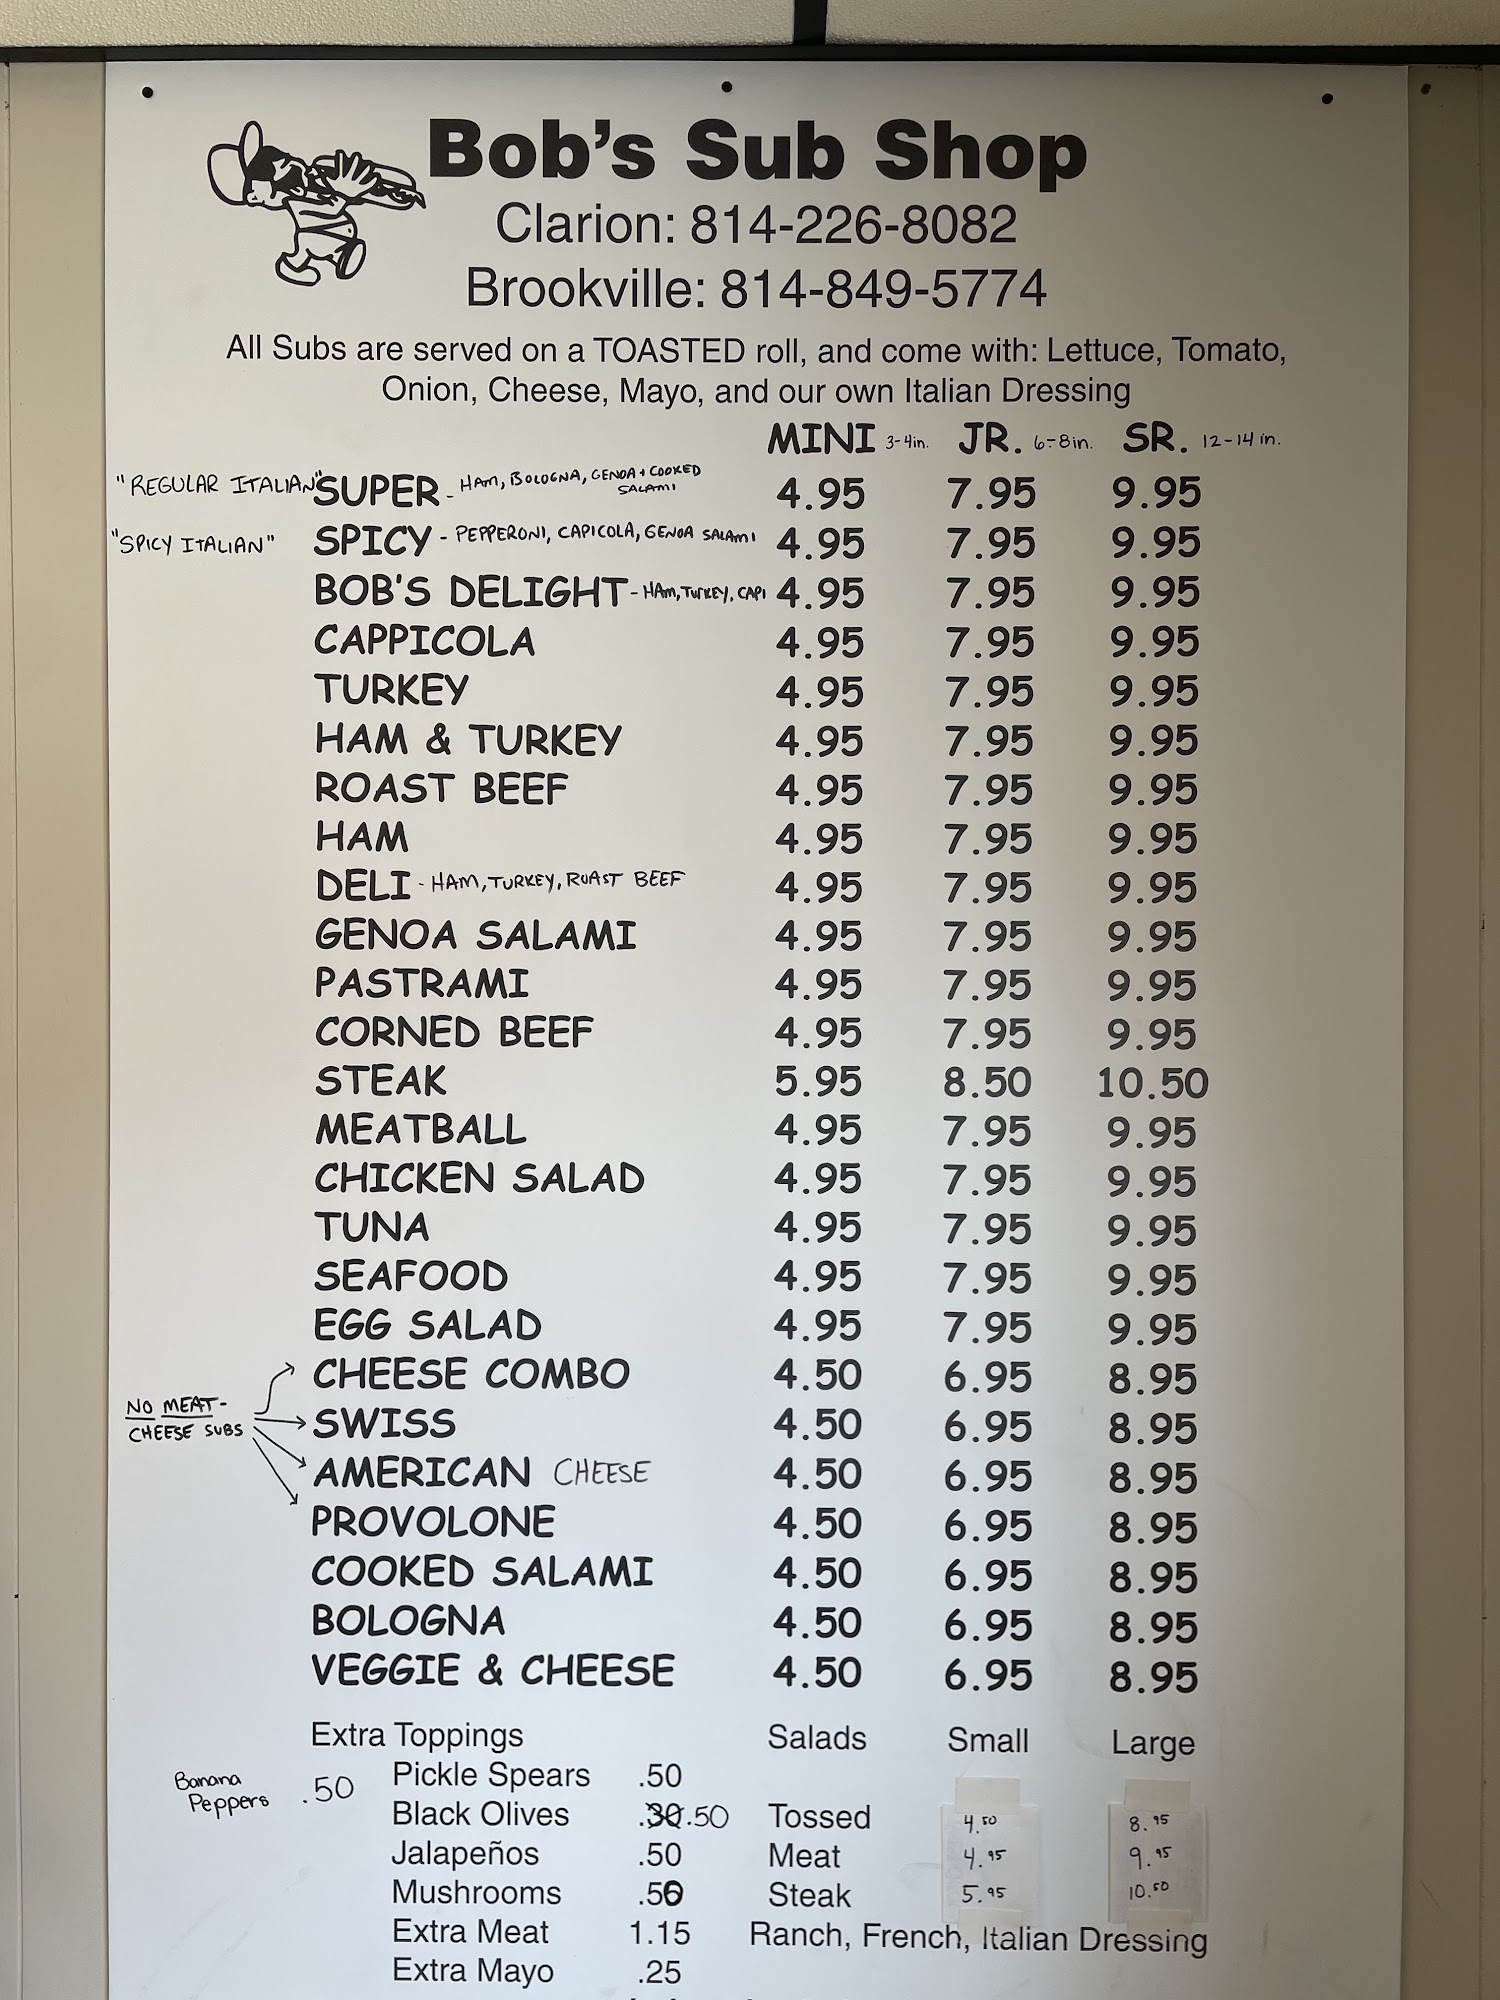 Bob's Sub Shop
Clarion: 814-226-8082
Brookville: 814-849-5774
All Subs are served on a TOASTED roll, and come with: Lettuce, Tomato,
Onion, Cheese, Mayo, and our own Italian Dressing
MINI 3-4in. JR. 6-8in. SR. 12-14 in.
"REGULAR ITALIAN" SUPER - HAM, BOLOGNA, GENOA + COOKED SALAMI 4.95 7.95 9.95
"SPICY ITALIAN" SPICY - PEPPERONI, CAPICOLA, GENOA SALAMI 4.95 7.95 9.95
BOB'S DELIGHT - HAM, TURKEY, CAPI 4.95 7.95 9.95
CAPPICOLA 4.95 7.95 9.95
TURKEY 4.95 7.95 9.95
HAM & TURKEY 4.95 7.95 9.95
ROAST BEEF 4.95 7.95 9.95
HAM 4.95 7.95 9.95
DELI - HAM, TURKEY, ROAST BEEF 4.95 7.95 9.95
GENOA SALAMI 4.95 7.95 9.95
PASTRAMI 4.95 7.95 9.95
CORNED BEEF 4.95 7.95 9.95
STEAK 5.95 8.50 10.50
MEATBALL 4.95 7.95 9.95
CHICKEN SALAD 4.95 7.95 9.95
TUNA 4.95 7.95 9.95
SEAFOOD 4.95 7.95 9.95
EGG SALAD 4.95 7.95 9.95
CHEESE COMBO 4.50 6.95 8.95
NO MEAT-
CHEESE SUBS
SWISS 4.50 6.95 8.95
AMERICAN CHEESE 4.50 6.95 8.95
PROVOLONE 4.50 6.95 8.95
COOKED SALAMI 4.50 6.95 8.95
BOLOGNA 4.50 6.95 8.95
VEGGIE & CHEESE 4.50 6.95 8.95
Extra Toppings
Banana
Peppers .50
Pickle Spears .50
Black Olives .30 .50
Jalapeños .50
Mushrooms .50
Extra Meat 1.15
Extra Mayo .25
Salads Small Large
Tossed 4.50 8.95
Meat 4.95 9.95
Steak 5.95 10.50
Ranch, French, Italian Dressing